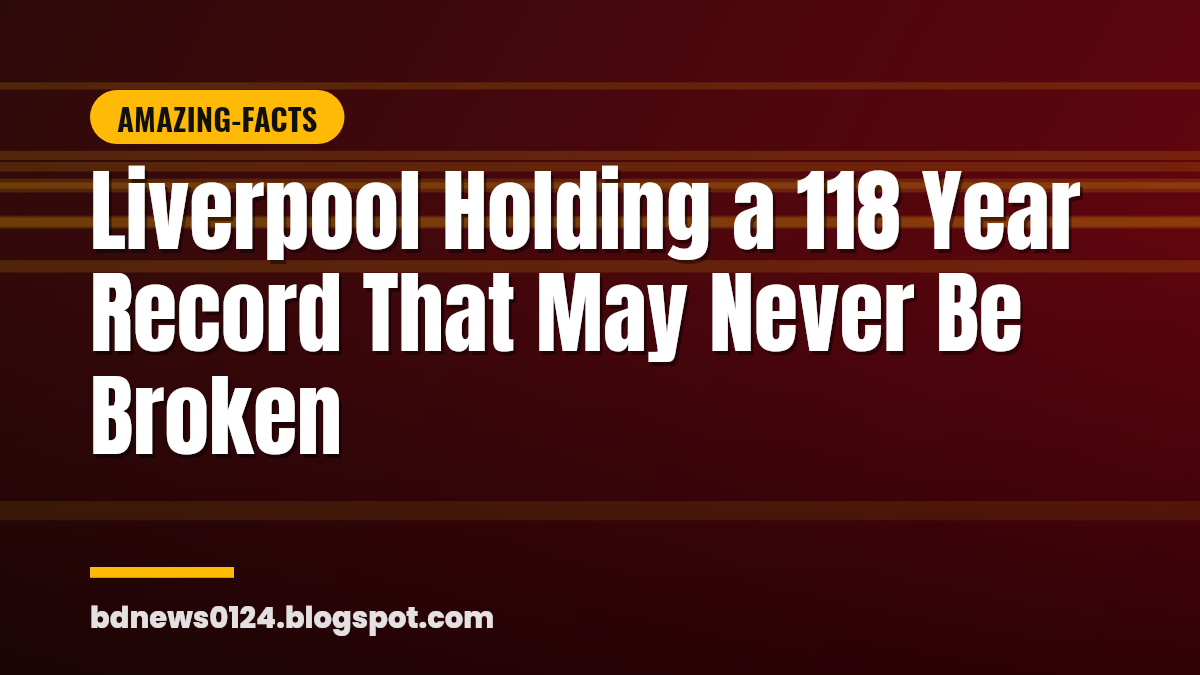 AMAZING-FACTS
Liverpool Holding a 118 Year
Record That May Never Be
Broken
bdnews0124.blogspot.com